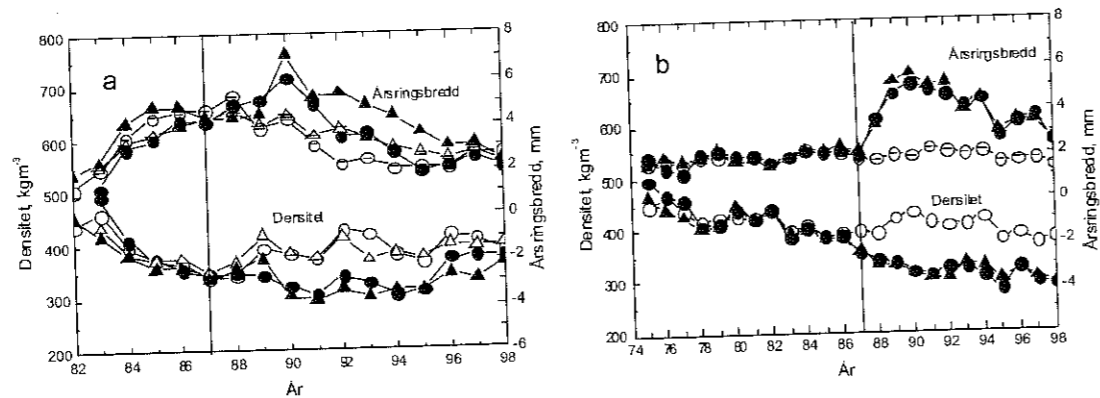 a
Årsringsbredd
Densitet
Densitet, kgm-3
Årsringsbredd, mm
800
700
600
500
400
300
200
8
6
4
2
0
-2
-4
-6
82 84 86 88 90 92 94 96 98
År
b
Årsringsbredd
Densitet
Densitet, kgm-3
Årsringsbredd, mm
800
700
600
500
400
300
200
8
6
4
2
0
-2
-4
74 76 78 80 82 84 86 88 90 92 94 96 98
År